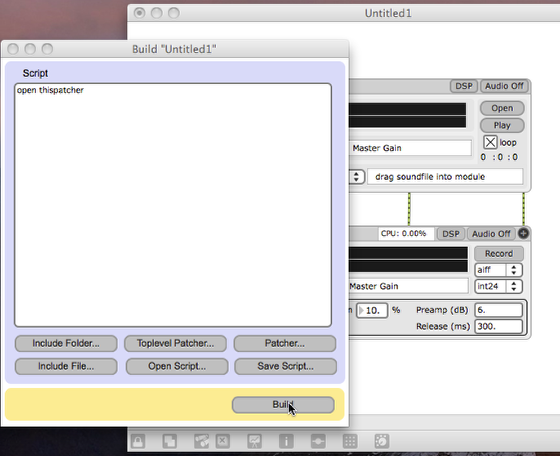 Untitled1
Build "Untitled1"
Script
open thispatcher
Include Folder...
Toplevel Patcher...
Patcher...
Include File...
Open Script...
Save Script...
Build
DSP
Audio Off
Open
Play
loop
0 : 0 : 0
Master Gain
drag soundfile into module
CPU: 0.00%
DSP
Audio Off
Record
aiff
Master Gain
int24
10. %
Preamp (dB)
6.
Release (ms)
300.